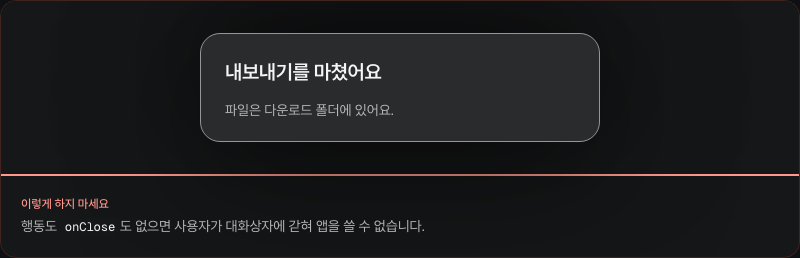 내보내기를 마쳤어요
파일은 다운로드 폴더에 있어요.
이렇게 하지 마세요
행동도 onClose 도 없으면 사용자가 대화상자에 갇혀 앱을 쓸 수 없습니다.